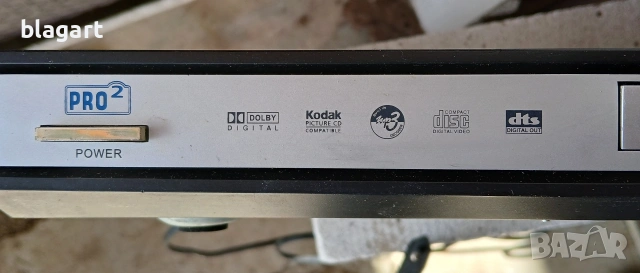 blagart
PRO2
POWER
DOLBY
DIGITAL
Kodak
PICTURE CD
COMPATIBLE
mp3
COMPACT
disc
DIGITAL VIDEO
dts
DIGITAL OUT
BAZAR